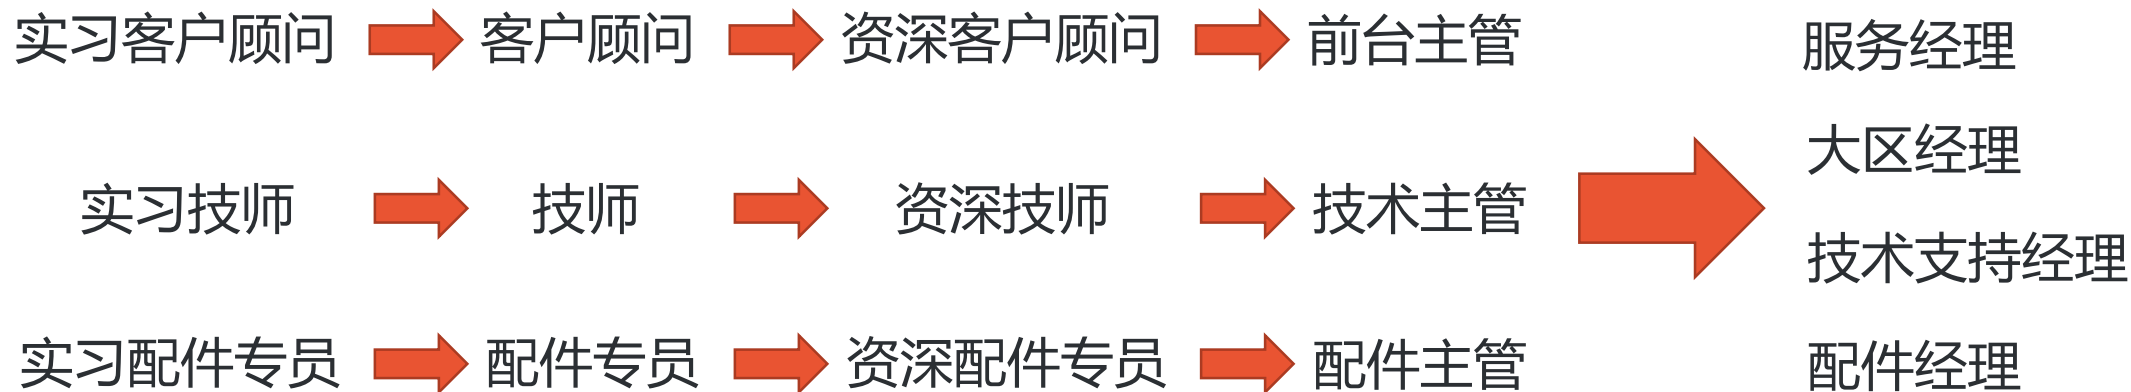 实习客户顾问 客户顾问 资深客户顾问 前台主管 服务经理
大区经理
实习技师 技师 资深技师 技术主管
技术支持经理
实习配件专员 配件专员 资深配件专员 配件主管 配件经理